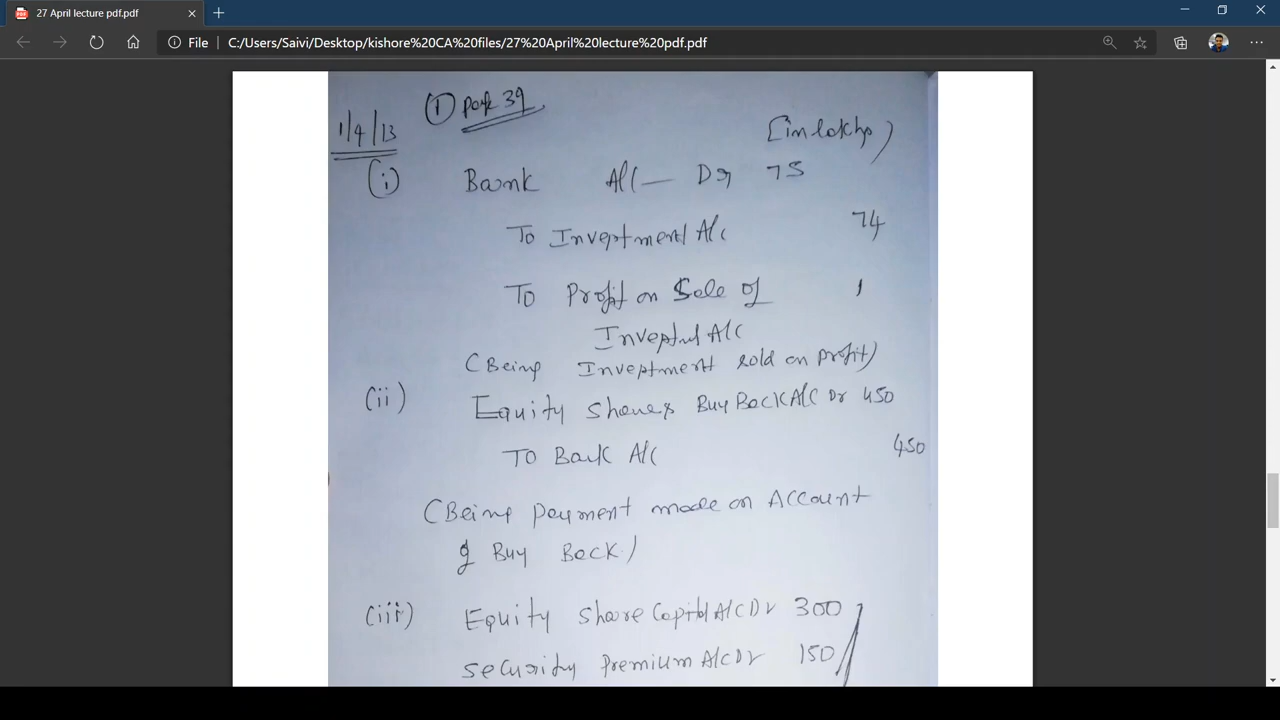 27 April lecture pdf.pdf
File C:/Users/Saivi/Desktop/kishore%20CA%20files/27%20April%20lecture%20pdf.pdf
① 39
1/4/13
[in lakhs)
(i) Bank A/c — Dr 75
To Investment A/c 74
To Profit on Sale of 1
A/c
(Being Investment sold on profit)
(ii) Equity shares Buy Back A/c Dr 450
To Bank A/c 450
(Being payment made on Account
of Buy Back)
(iii) Equity share Capital A/c Dr 300
security Premium A/c Dr 150